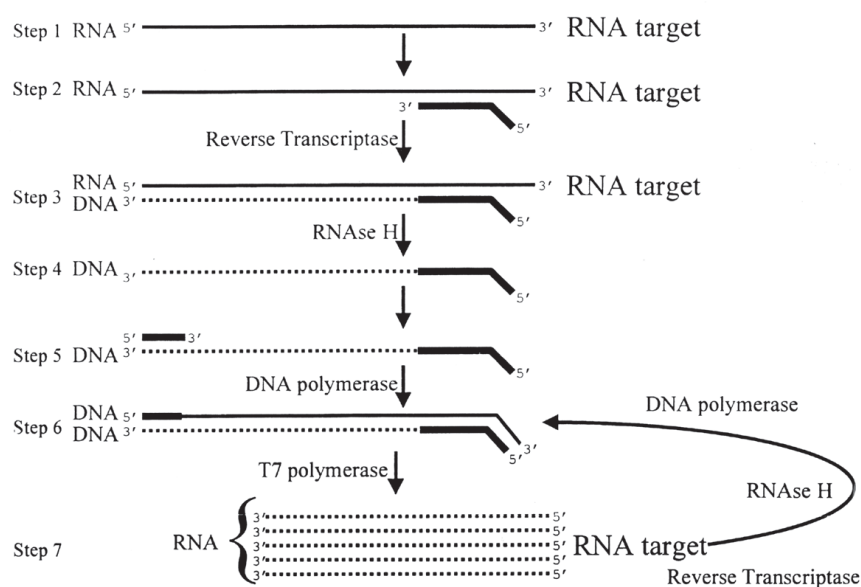 Step 1 RNA 5′ 3′ RNA target
Step 2 RNA 5′ 3′ RNA target
3′ 5′
Reverse Transcriptase
Step 3 RNA 5′ 3′ RNA target
DNA 3′ 5′
RNAse H
Step 4 DNA 3′ 5′
5′ 3′
Step 5 DNA 3′ 5′
DNA polymerase
Step 6 DNA 5′ 3′
DNA 3′ 5′
DNA polymerase
T7 polymerase
RNAse H
Step 7 RNA
3′ 5′
3′ 5′
3′ 5′ RNA target
3′ 5′
3′ 5′
Reverse Transcriptase